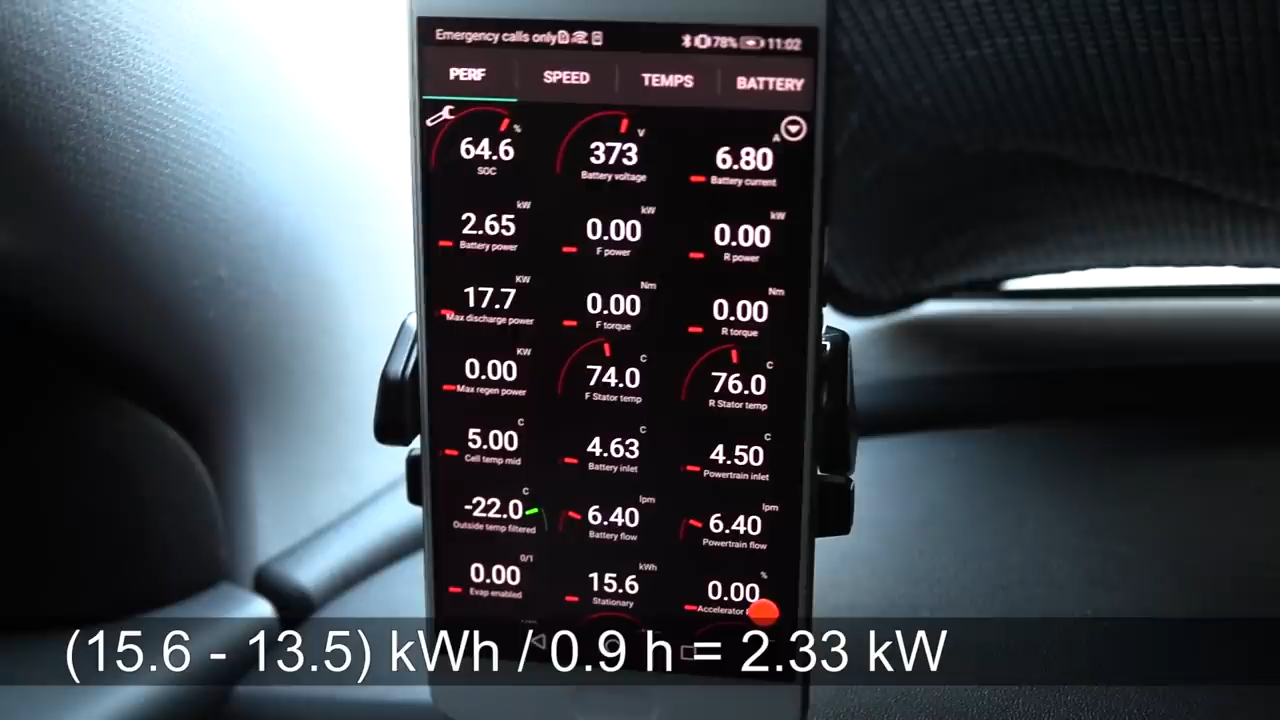 Emergency calls only 78% 11:02
PERF SPEED TEMPS BATTERY
% V A
64.6 373 6.80
SOC Battery voltage Battery current
kW kW kW
2.65 0.00 0.00
Battery power F power R power
KW Nm Nm
17.7 0.00 0.00
Max discharge power F torque R torque
KW C C
0.00 74.0 76.0
Max regen power F Stator temp R Stator temp
C C C
5.00 4.63 4.50
Cell temp mid Battery inlet Powertrain inlet
C lpm lpm
-22.0 6.40 6.40
Outside temp filtered Battery flow Powertrain flow
0/1 kWh %
0.00 15.6 0.00
Evap enabled Stationary Accelerator
(15.6 - 13.5) kWh / 0.9 h = 2.33 kW